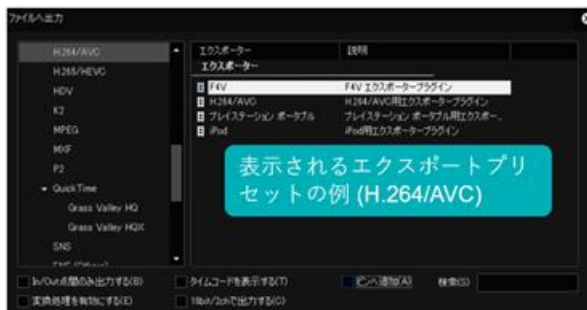 ファイルへ出力
H.264/AVC
H.265/HEVC
HDV
K2
MPEG
MXF
P2
QuickTime
Grass Valley HQ
Grass Valley HQX
SNS
SNS (Others)
エクスポーター 説明
エクスポーター
F4V F4V エクスポータープラグイン
H.264/AVC H.264/AVC用エクスポータープラグイン
プレイステーション ポータブル プレイステーション ポータブル用エクスポー...
iPod iPod用エクスポータープラグイン
表示されるエクスポートプリ
セットの例 (H.264/AVC)
In/Out点間のみ出力する(B) タイムコードを表示する(T) ビンへ追加(A) 検索(S)
変換処理を有効にする(E) 16bit/2chで出力する(C)